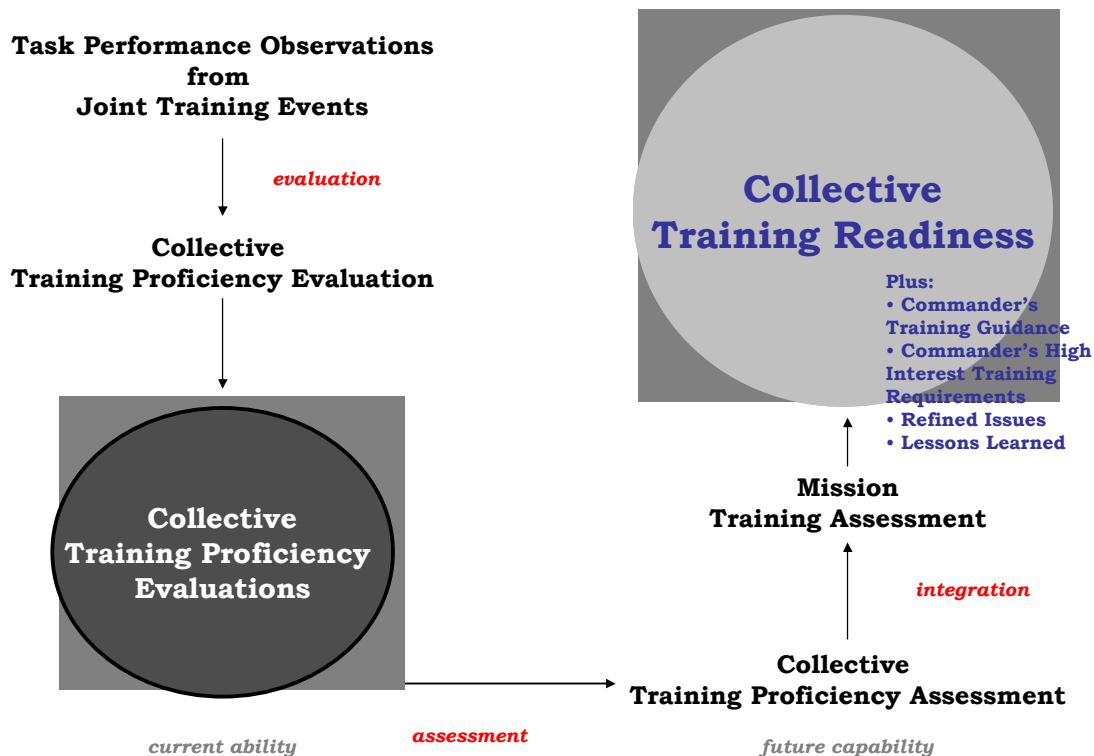 Task Performance Observations
from
Joint Training Events
evaluation
Collective
Training Proficiency Evaluation
Collective
Training Proficiency
Evaluations
current ability
assessment
Collective
Training Readiness
Plus:
• Commander’s
Training Guidance
• Commander’s High
Interest Training
Requirements
• Refined Issues
• Lessons Learned
Mission
Training Assessment
integration
Collective
Training Proficiency Assessment
future capability